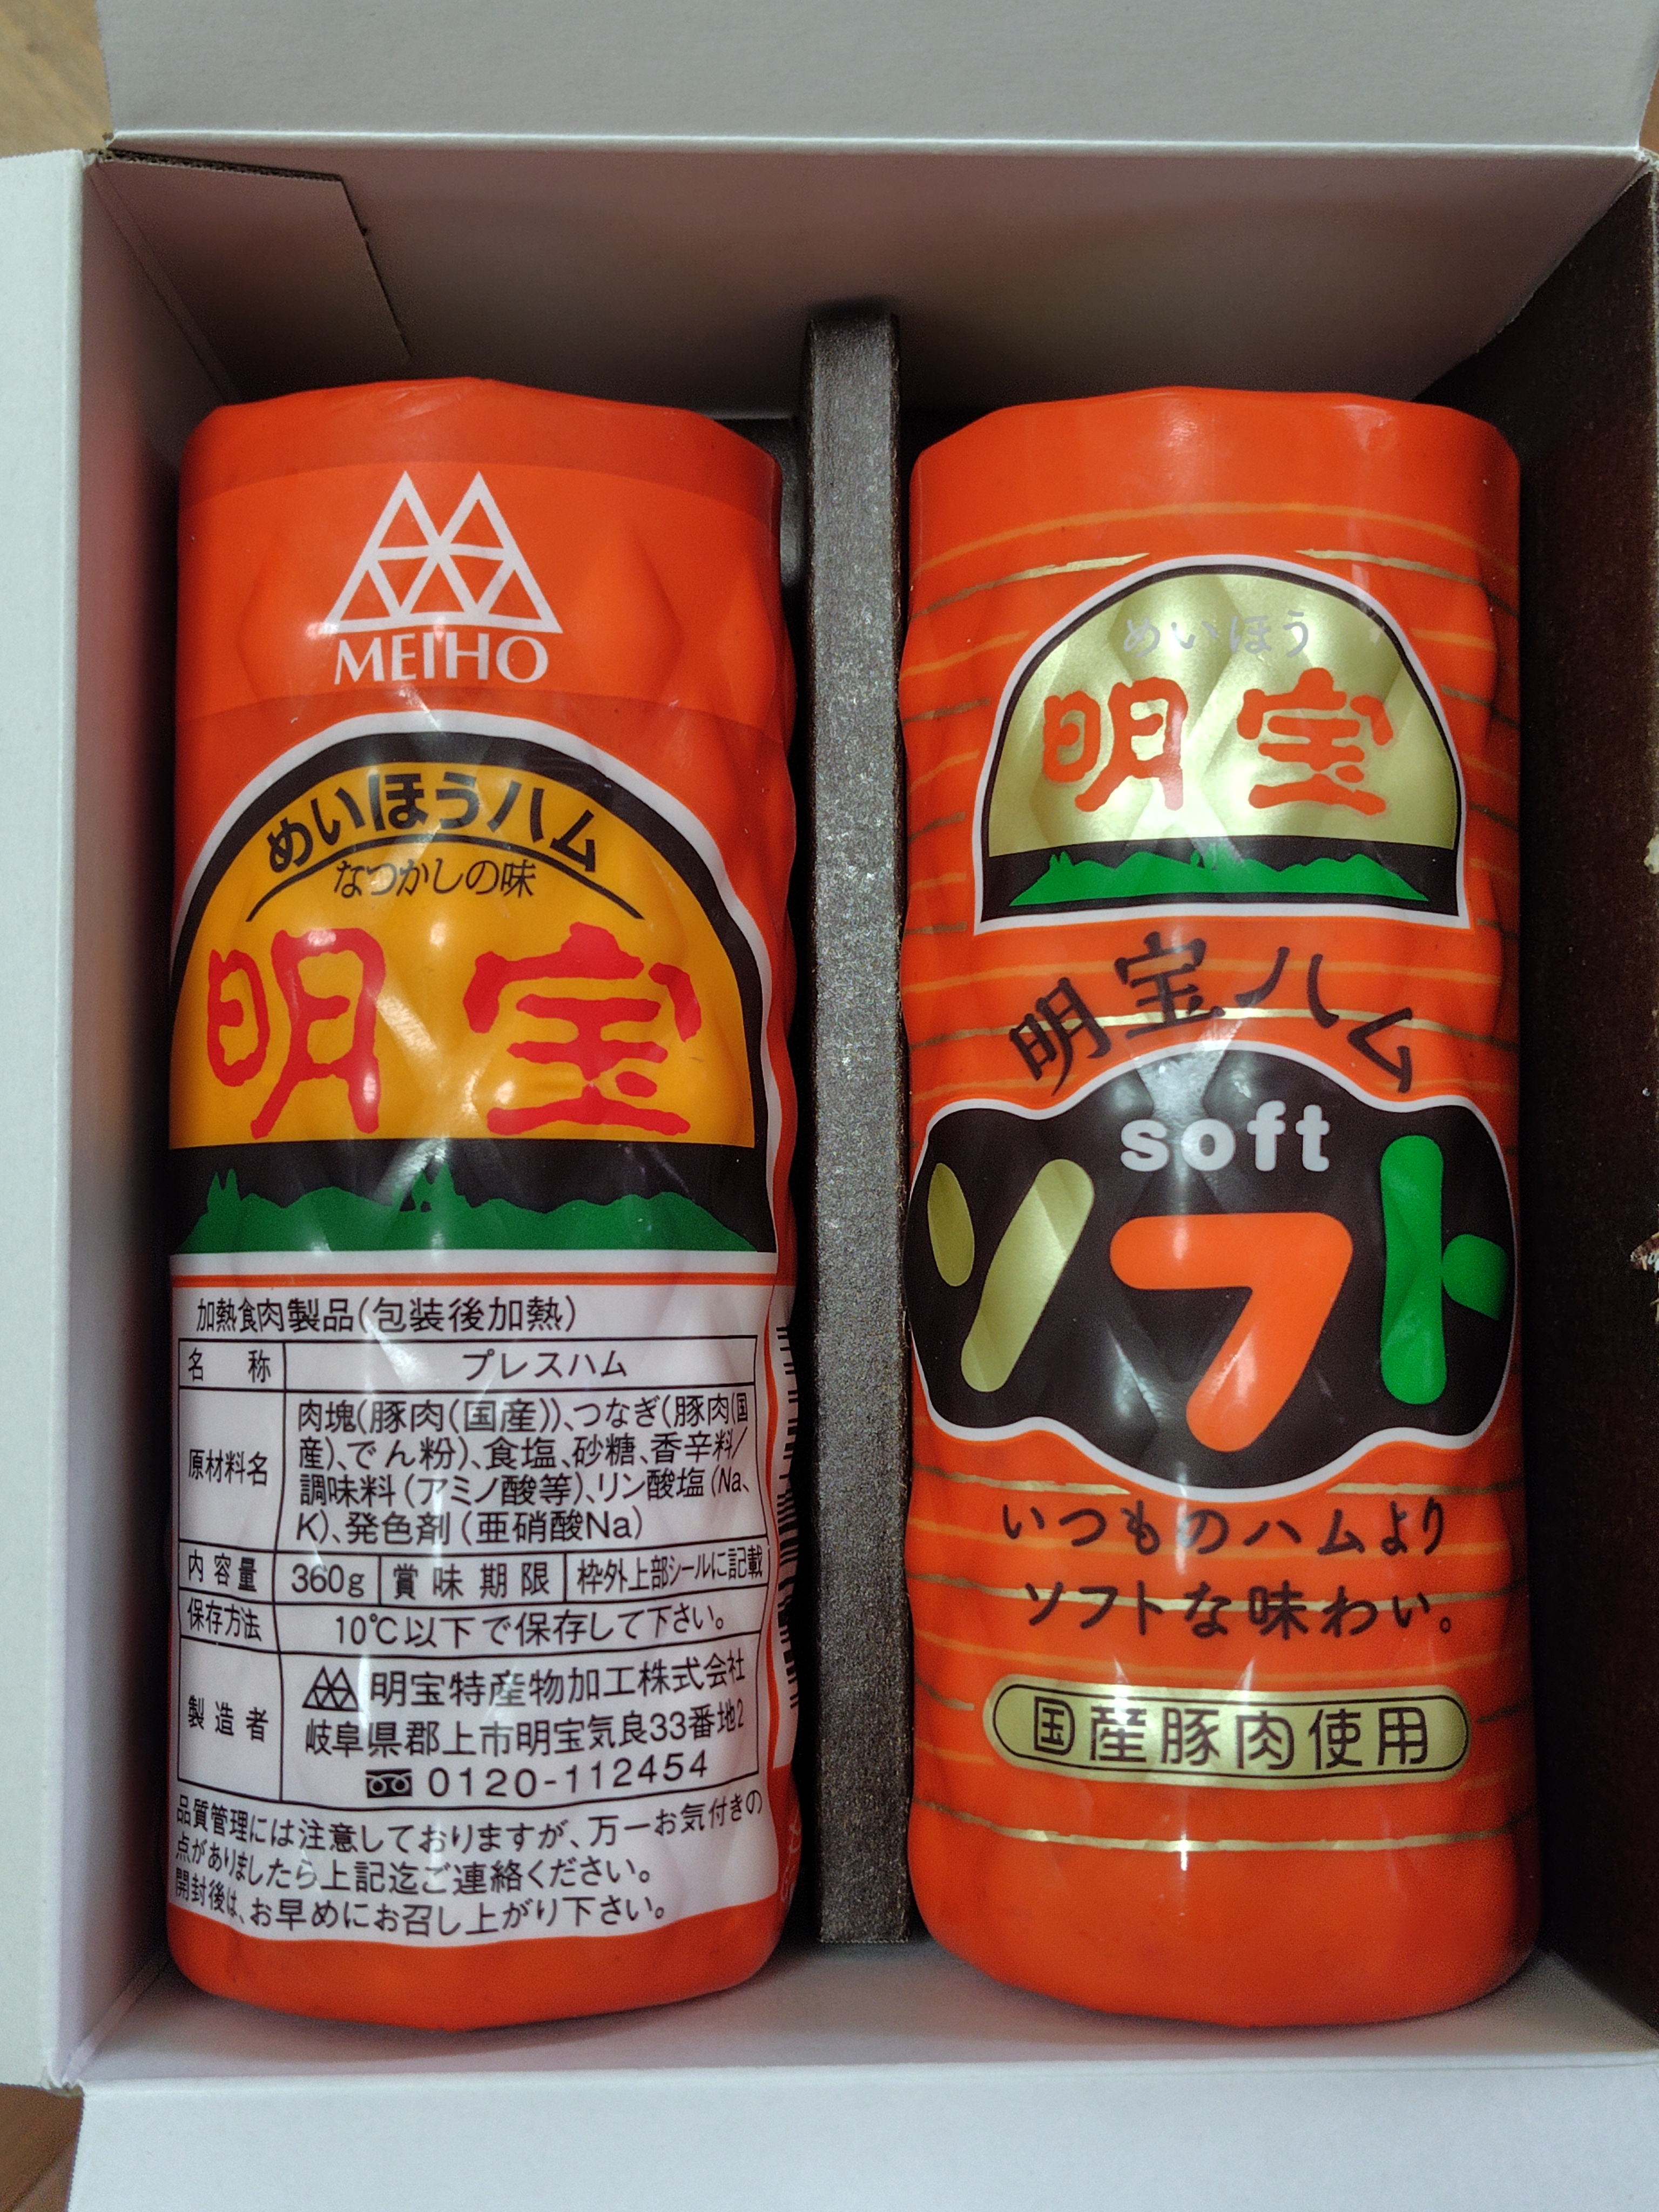 MEIHO
めいほうハム
なつかしの味
明宝
加熱食肉製品(包装後加熱)
名称 プレスハム
原材料名 肉塊(豚肉(国産))、つなぎ(豚肉(国
産)、でん粉)、食塩、砂糖、香辛料/
調味料(アミノ酸等)、リン酸塩(Na、
K)、発色剤(亜硝酸Na)
内容量 360g 賞味期限 枠外上部シールに記載
保存方法 10℃以下で保存して下さい。
製造者 明宝特産物加工株式会社
岐阜県郡上市明宝気良33番地2
0120-112454
品質管理には注意しておりますが、万一お気付きの
点がありましたら上記迄ご連絡ください。
開封後は、お早めにお召し上がり下さい。
めいほう
明宝
明宝ハム
soft
ソフト
いつものハムより
ソフトな味わい。
国産豚肉使用